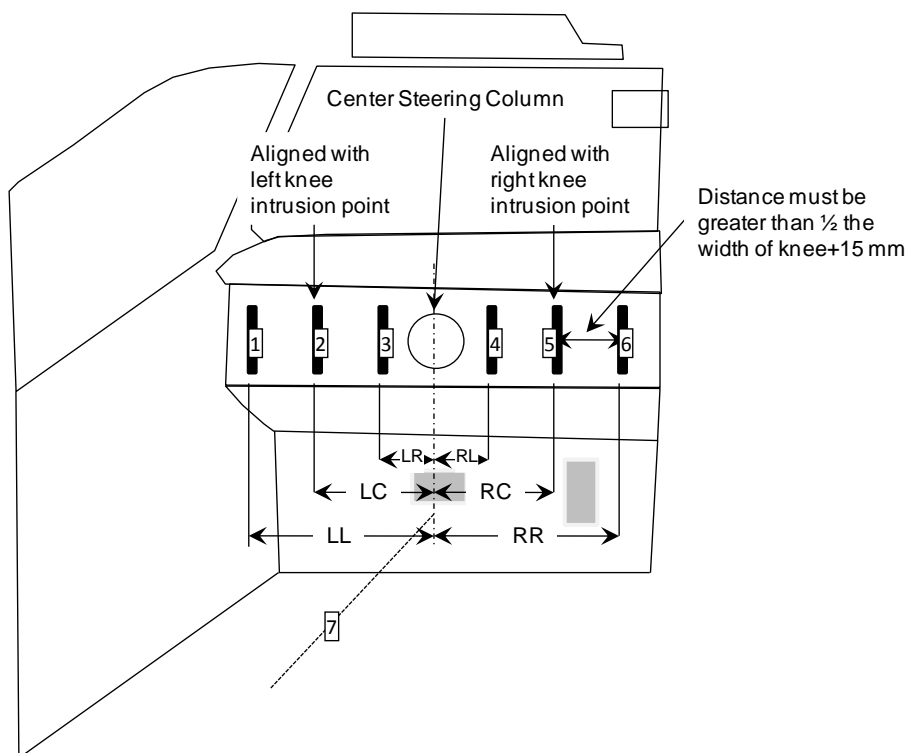 Center Steering Column
Aligned with
left knee
intrusion point
Aligned with
right knee
intrusion point
Distance must be
greater than ½ the
width of knee+15 mm
1
2
3
4
5
6
LR
RL
LC
RC
LL
RR
7